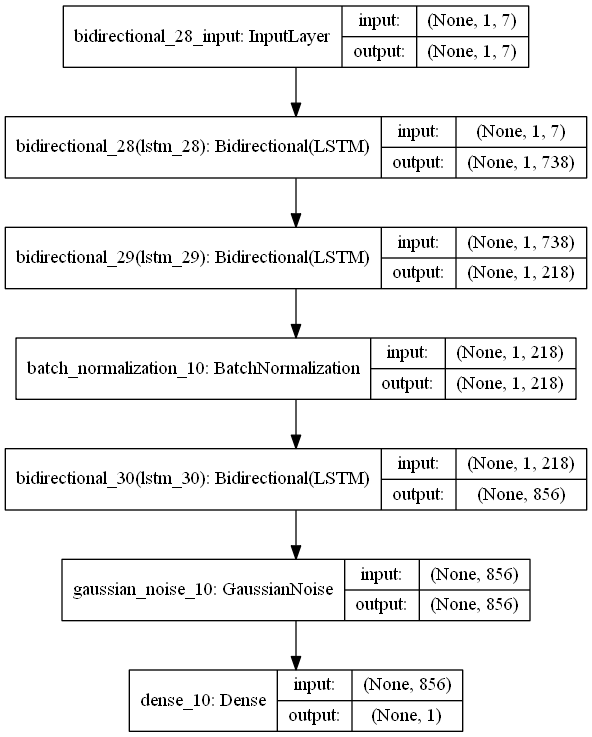 bidirectional_28_input: InputLayer
input: (None, 1, 7)
output: (None, 1, 7)
bidirectional_28(lstm_28): Bidirectional(LSTM)
input: (None, 1, 7)
output: (None, 1, 738)
bidirectional_29(lstm_29): Bidirectional(LSTM)
input: (None, 1, 738)
output: (None, 1, 218)
batch_normalization_10: BatchNormalization
input: (None, 1, 218)
output: (None, 1, 218)
bidirectional_30(lstm_30): Bidirectional(LSTM)
input: (None, 1, 218)
output: (None, 856)
gaussian_noise_10: GaussianNoise
input: (None, 856)
output: (None, 856)
dense_10: Dense
input: (None, 856)
output: (None, 1)